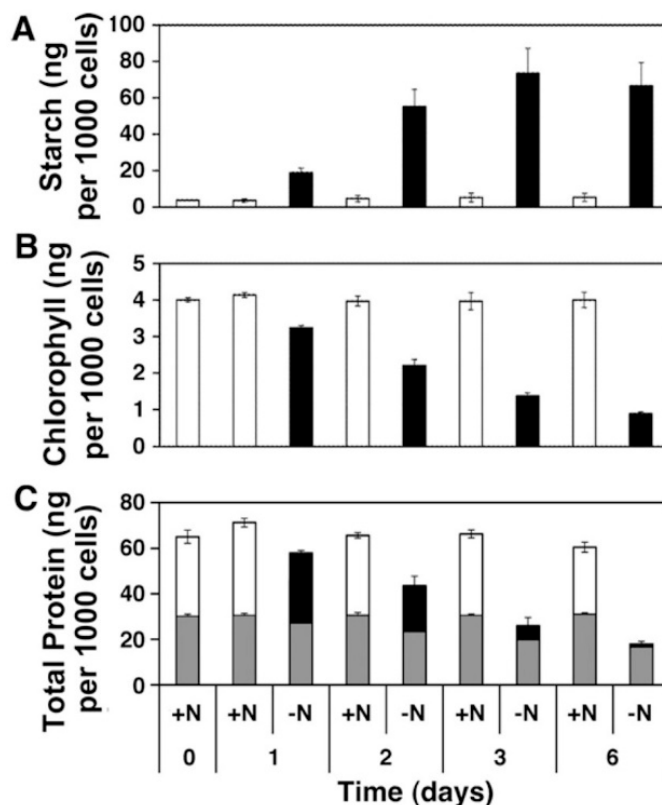 A
Starch (ng
per 1000 cells)
100
80
60
40
20
0
B
Chlorophyll (ng
per 1000 cells)
5
4
3
2
1
0
C
Total Protein (ng
per 1000 cells)
80
60
40
20
0
+N +N -N +N -N +N -N +N -N
0 1 2 3 6
Time (days)